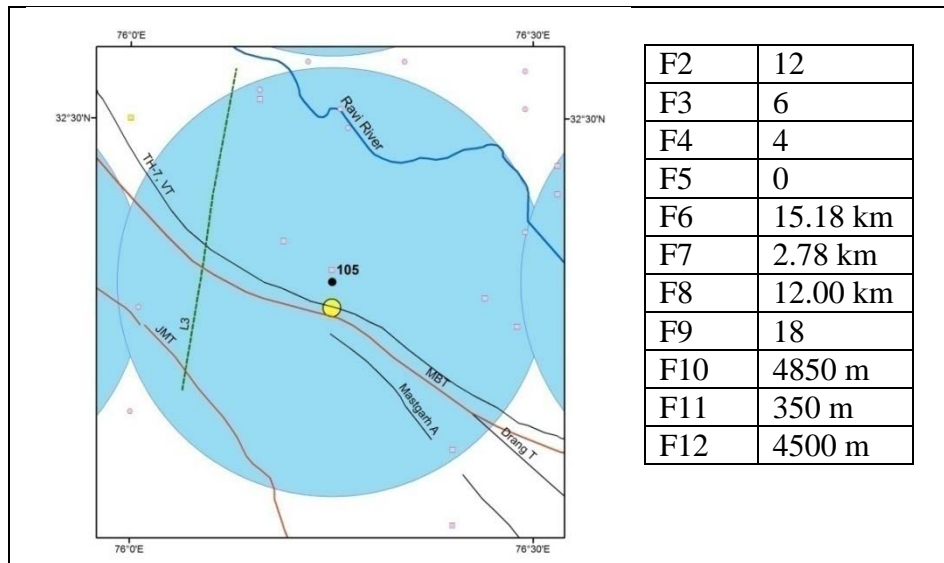 76°0'E
76°30'E
32°30'N
32°30'N
Ravi River
TH-7, VT
105
L3
JMT
MBT
Mastgarh A
Drang T
76°0'E
76°30'E
F2 12
F3 6
F4 4
F5 0
F6 15.18 km
F7 2.78 km
F8 12.00 km
F9 18
F10 4850 m
F11 350 m
F12 4500 m